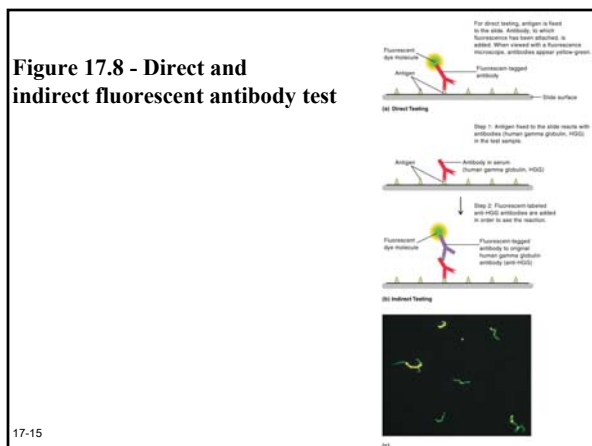 Figure 17.8 - Direct and
indirect fluorescent antibody test
For direct testing, antigen is fixed
to the slide. Antibody, to which
fluorescence has been attached, is
added. When viewed with a fluorescence
microscope, antibodies appear yellow-green.
Fluorescent
dye molecule
Antigen
Fluorescein-tagged
antibody
Slide surface
(a) Direct Testing
Step 1: Antigen fixed to the slide reacts with
antibodies (human gamma globulin, HGG)
in the test sample.
Antigen
Antibody in serum
(human gamma globulin, HGG)
Step 2: Fluorescent-labeled
anti-HGG antibodies are added
in order to see the reaction.
Fluorescent
dye molecule
Fluorescein-tagged
antibody to original
human gamma globulin
antibody (anti-HGG)
(b) Indirect Testing
17-15
(c)